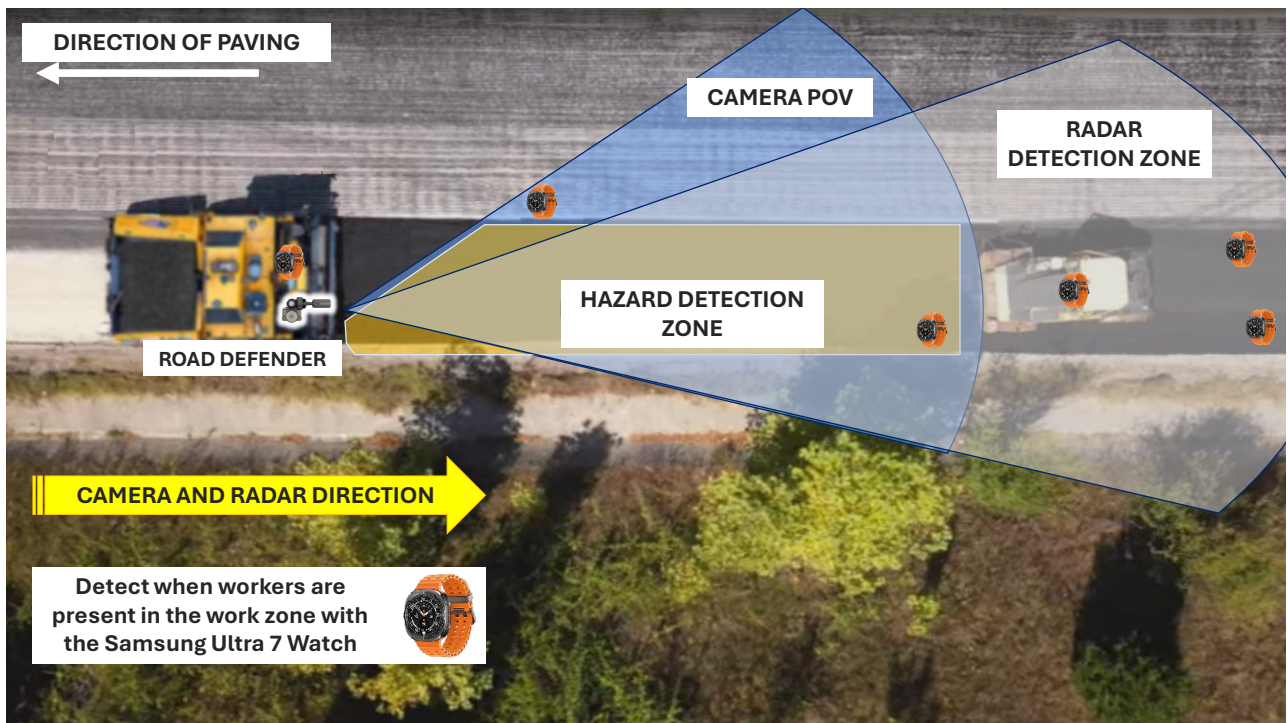 DIRECTION OF PAVING
CAMERA POV
RADAR
DETECTION ZONE
HAZARD DETECTION
ZONE
ROAD DEFENDER
CAMERA AND RADAR DIRECTION
Detect when workers are
present in the work zone with
the Samsung Ultra 7 Watch